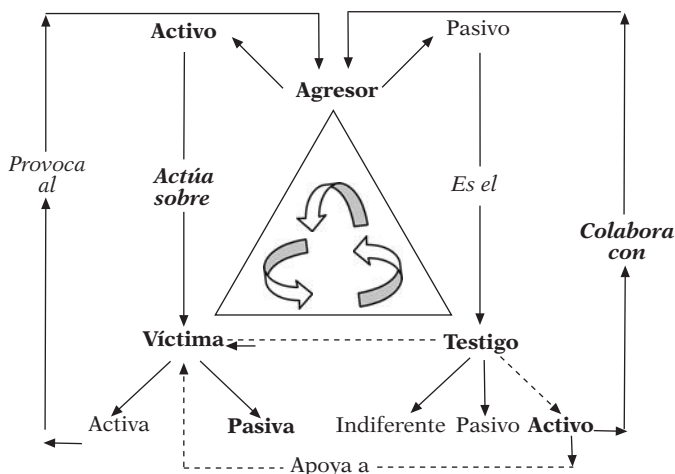 Activo
Pasivo
Agresor
Provoca
al
Actúa
sobre
Es el
Colabora
con
Víctima
Testigo
Activa
Pasiva
Indiferente
Pasivo
Activo
Apoya a